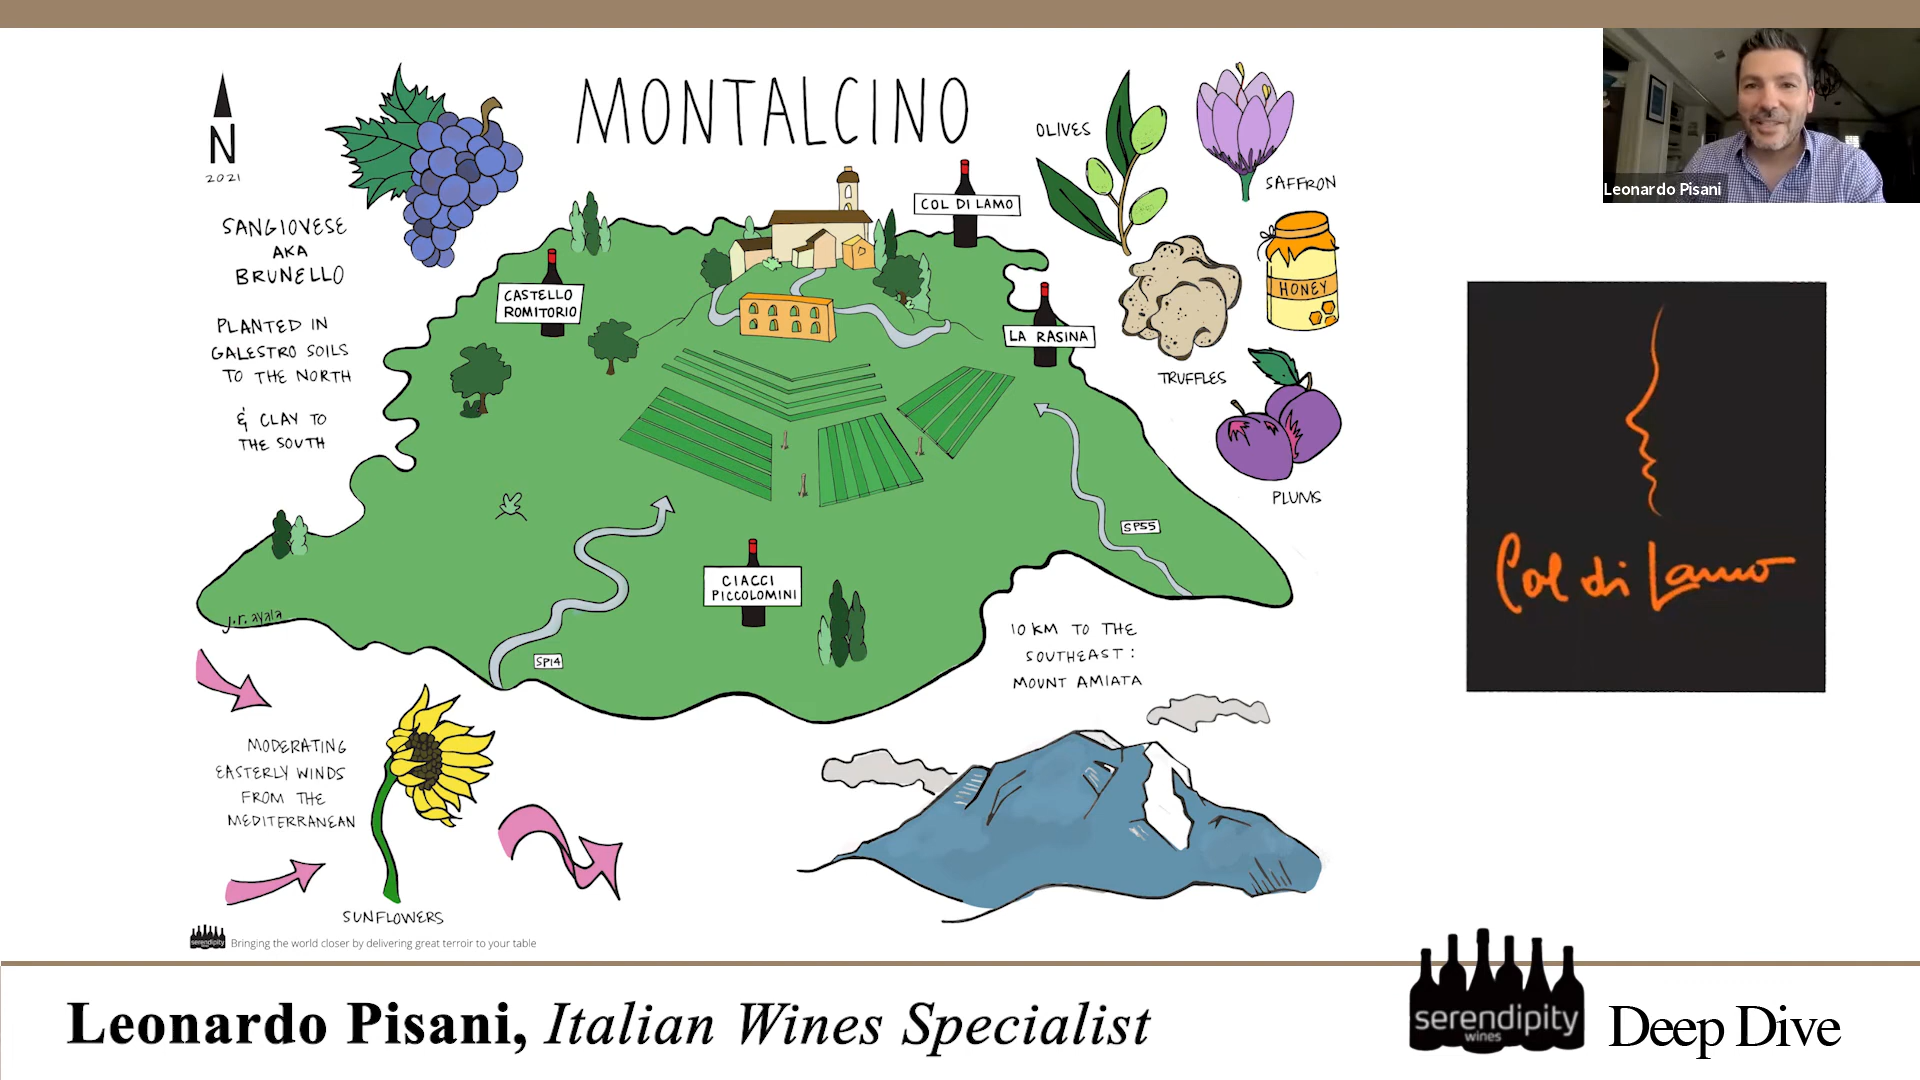 MONTALCINO
N
2021
SANGIOVESE
AKA
BRUNELLO
PLANTED IN
GALESTRO SOILS
TO THE NORTH
& CLAY TO
THE SOUTH
CASTELLO
ROMITORIO
COL DI LAMO
LA RASINA
CIACCI
PICCOLOMINI
SP14
SP55
j.r. ayala
OLIVES
SAFFRON
HONEY
TRUFFLES
PLUMS
10 KM TO THE
SOUTHEAST:
MOUNT AMIATA
MODERATING
EASTERLY WINDS
FROM THE
MEDITERRANEAN
SUNFLOWERS
serendipity
Bringing the world closer by delivering great terroir to your table
Leonardo Pisani
Col di Lamo
Leonardo Pisani, Italian Wines Specialist
serendipity
wines
Deep Dive